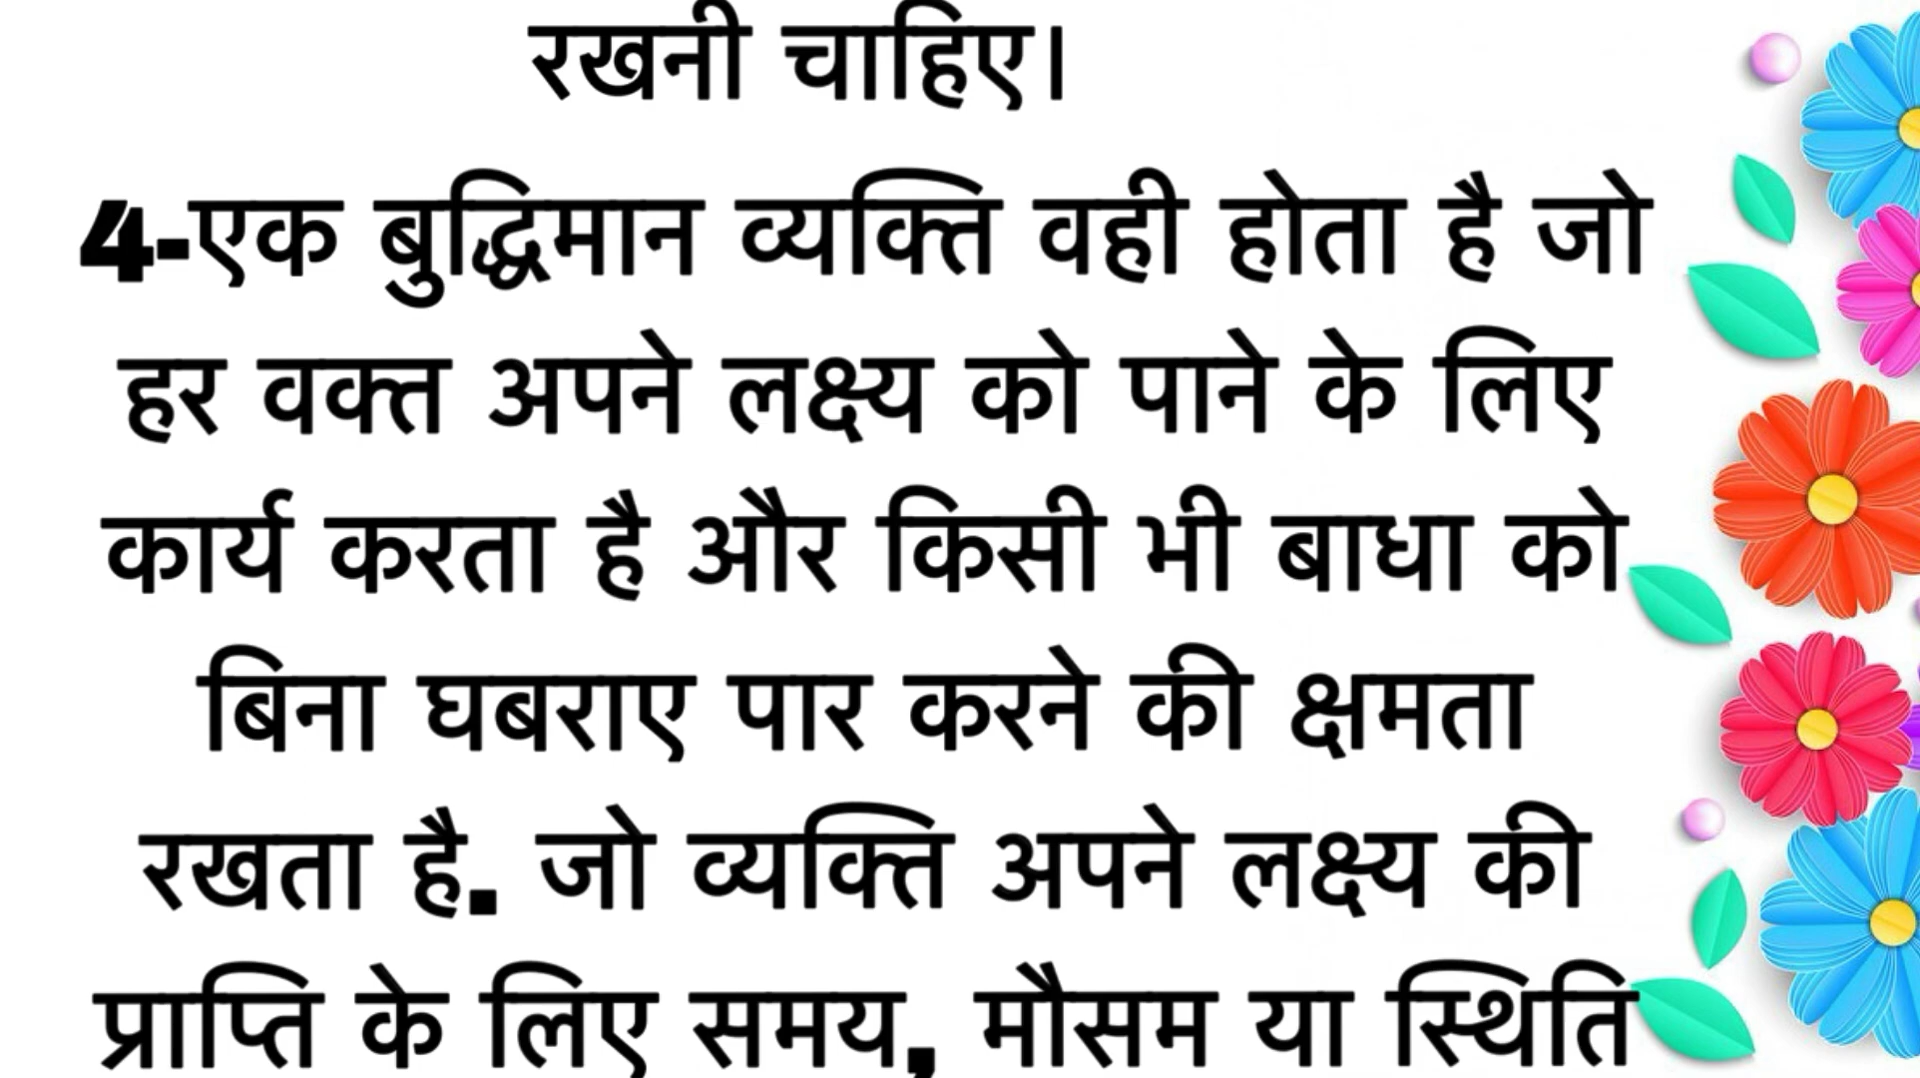 रखनी चाहिए।
4-एक बुद्धिमान व्यक्ति वही होता है जो
हर वक्त अपने लक्ष्य को पाने के लिए
कार्य करता है और किसी भी बाधा को
बिना घबराए पार करने की क्षमता
रखता है. जो व्यक्ति अपने लक्ष्य की
प्राप्ति के लिए समय, मौसम या स्थिति